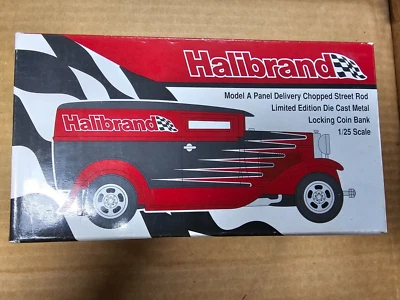 Halibrand
Model A Panel Delivery Chopped Street Rod
Limited Edition Die Cast Metal
Locking Coin Bank
1/25 Scale
Halibrand